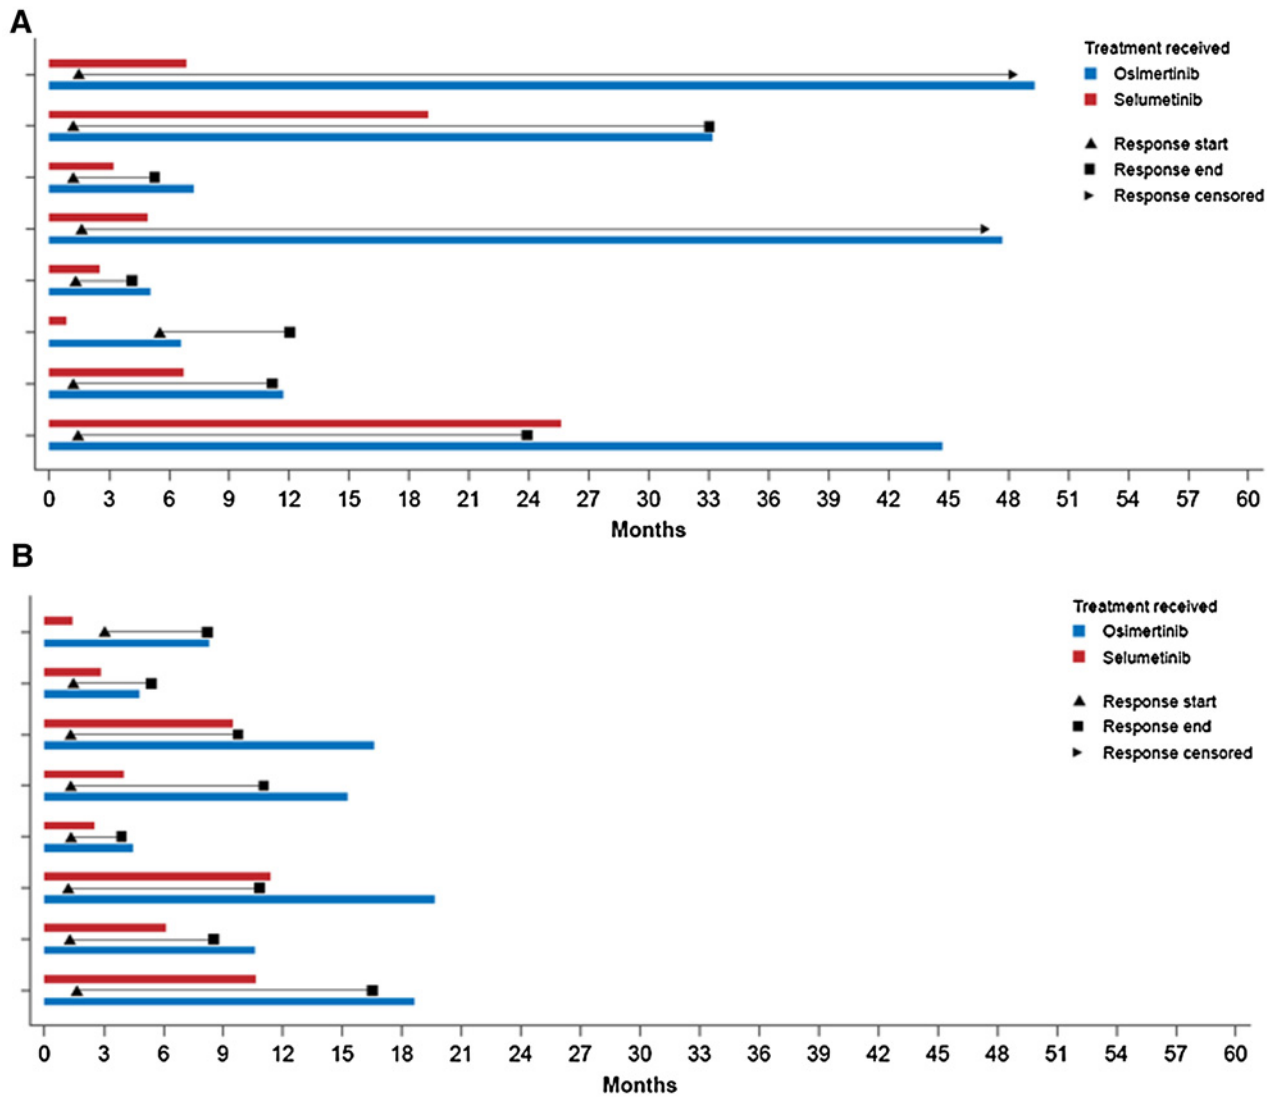 A
Treatment received
Osimertinib
Selumetinib
Response start
Response end
Response censored
0 3 6 9 12 15 18 21 24 27 30 33 36 39 42 45 48 51 54 57 60
Months
B
Treatment received
Osimertinib
Selumetinib
Response start
Response end
Response censored
0 3 6 9 12 15 18 21 24 27 30 33 36 39 42 45 48 51 54 57 60
Months